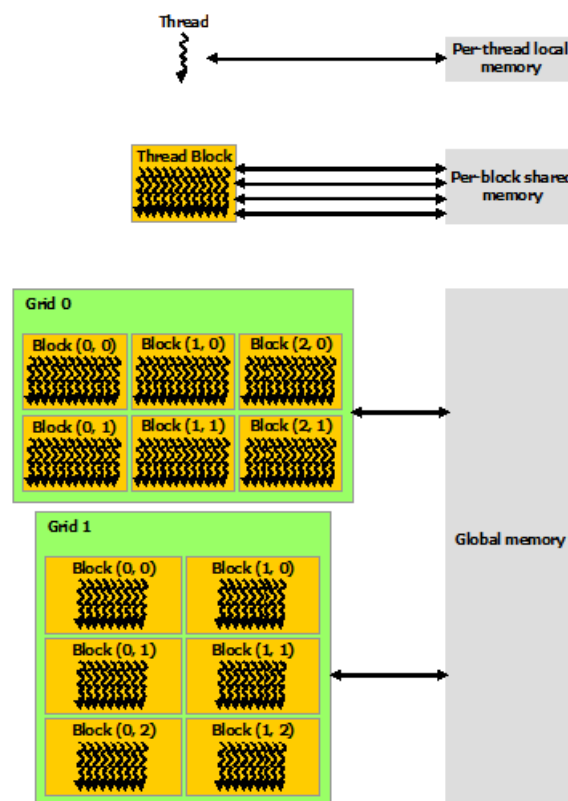 Thread
Per-thread local
memory
Thread Block
Per-block shared
memory
Grid 0
Block (0, 0)
Block (1, 0)
Block (2, 0)
Block (0, 1)
Block (1, 1)
Block (2, 1)
Grid 1
Global memory
Block (0, 0)
Block (1, 0)
Block (0, 1)
Block (1, 1)
Block (0, 2)
Block (1, 2)